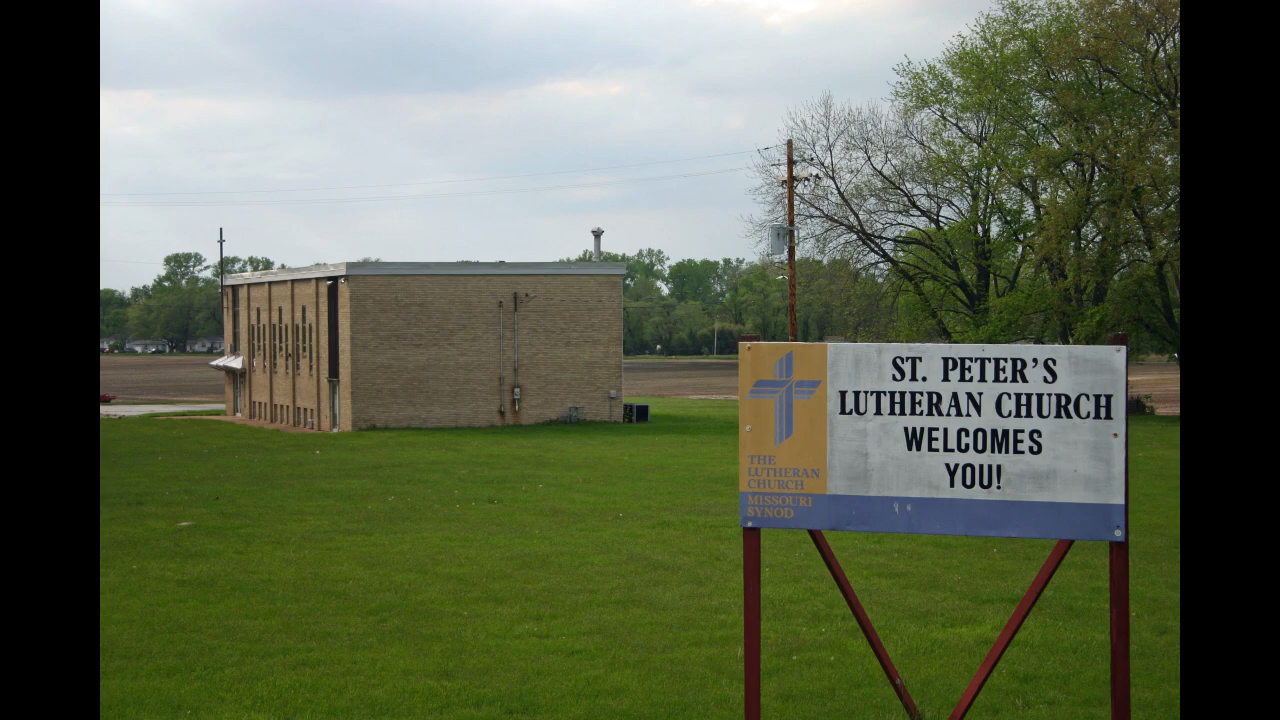 ST. PETER'S
LUTHERAN CHURCH
WELCOMES
YOU!
THE
LUTHERAN
CHURCH
MISSOURI
SYNOD